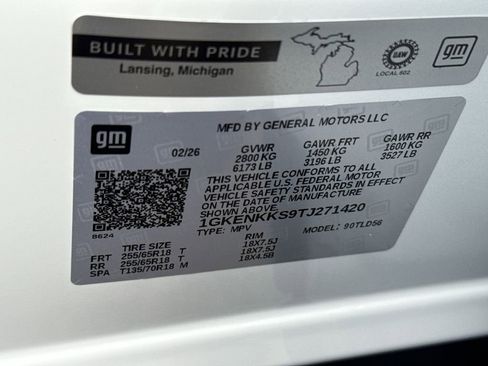 BUILT WITH PRIDE
Lansing, Michigan
UAW
LOCAL 602
gm
gm
MFD BY GENERAL MOTORS LLC
02/26 GVWR GAWR FRT GAWR RR
2800 KG 1450 KG 1600 KG
6173 LB 3196 LB 3527 LB
THIS VEHICLE CONFORMS TO ALL
APPLICABLE U.S. FEDERAL MOTOR
VEHICLE SAFETY STANDARDS IN EFFECT
ON THE DATE OF MANUFACTURE
SHOWN ABOVE.
1GKENKKS9TJ271420
8624 TYPE: MPV MODEL: 90TLD56
TIRE SIZE RIM
FRT 255/65R18 T 18X7.5J
RR 255/65R18 T 18X7.5J
SPA T135/70R18 M 18X4.5B